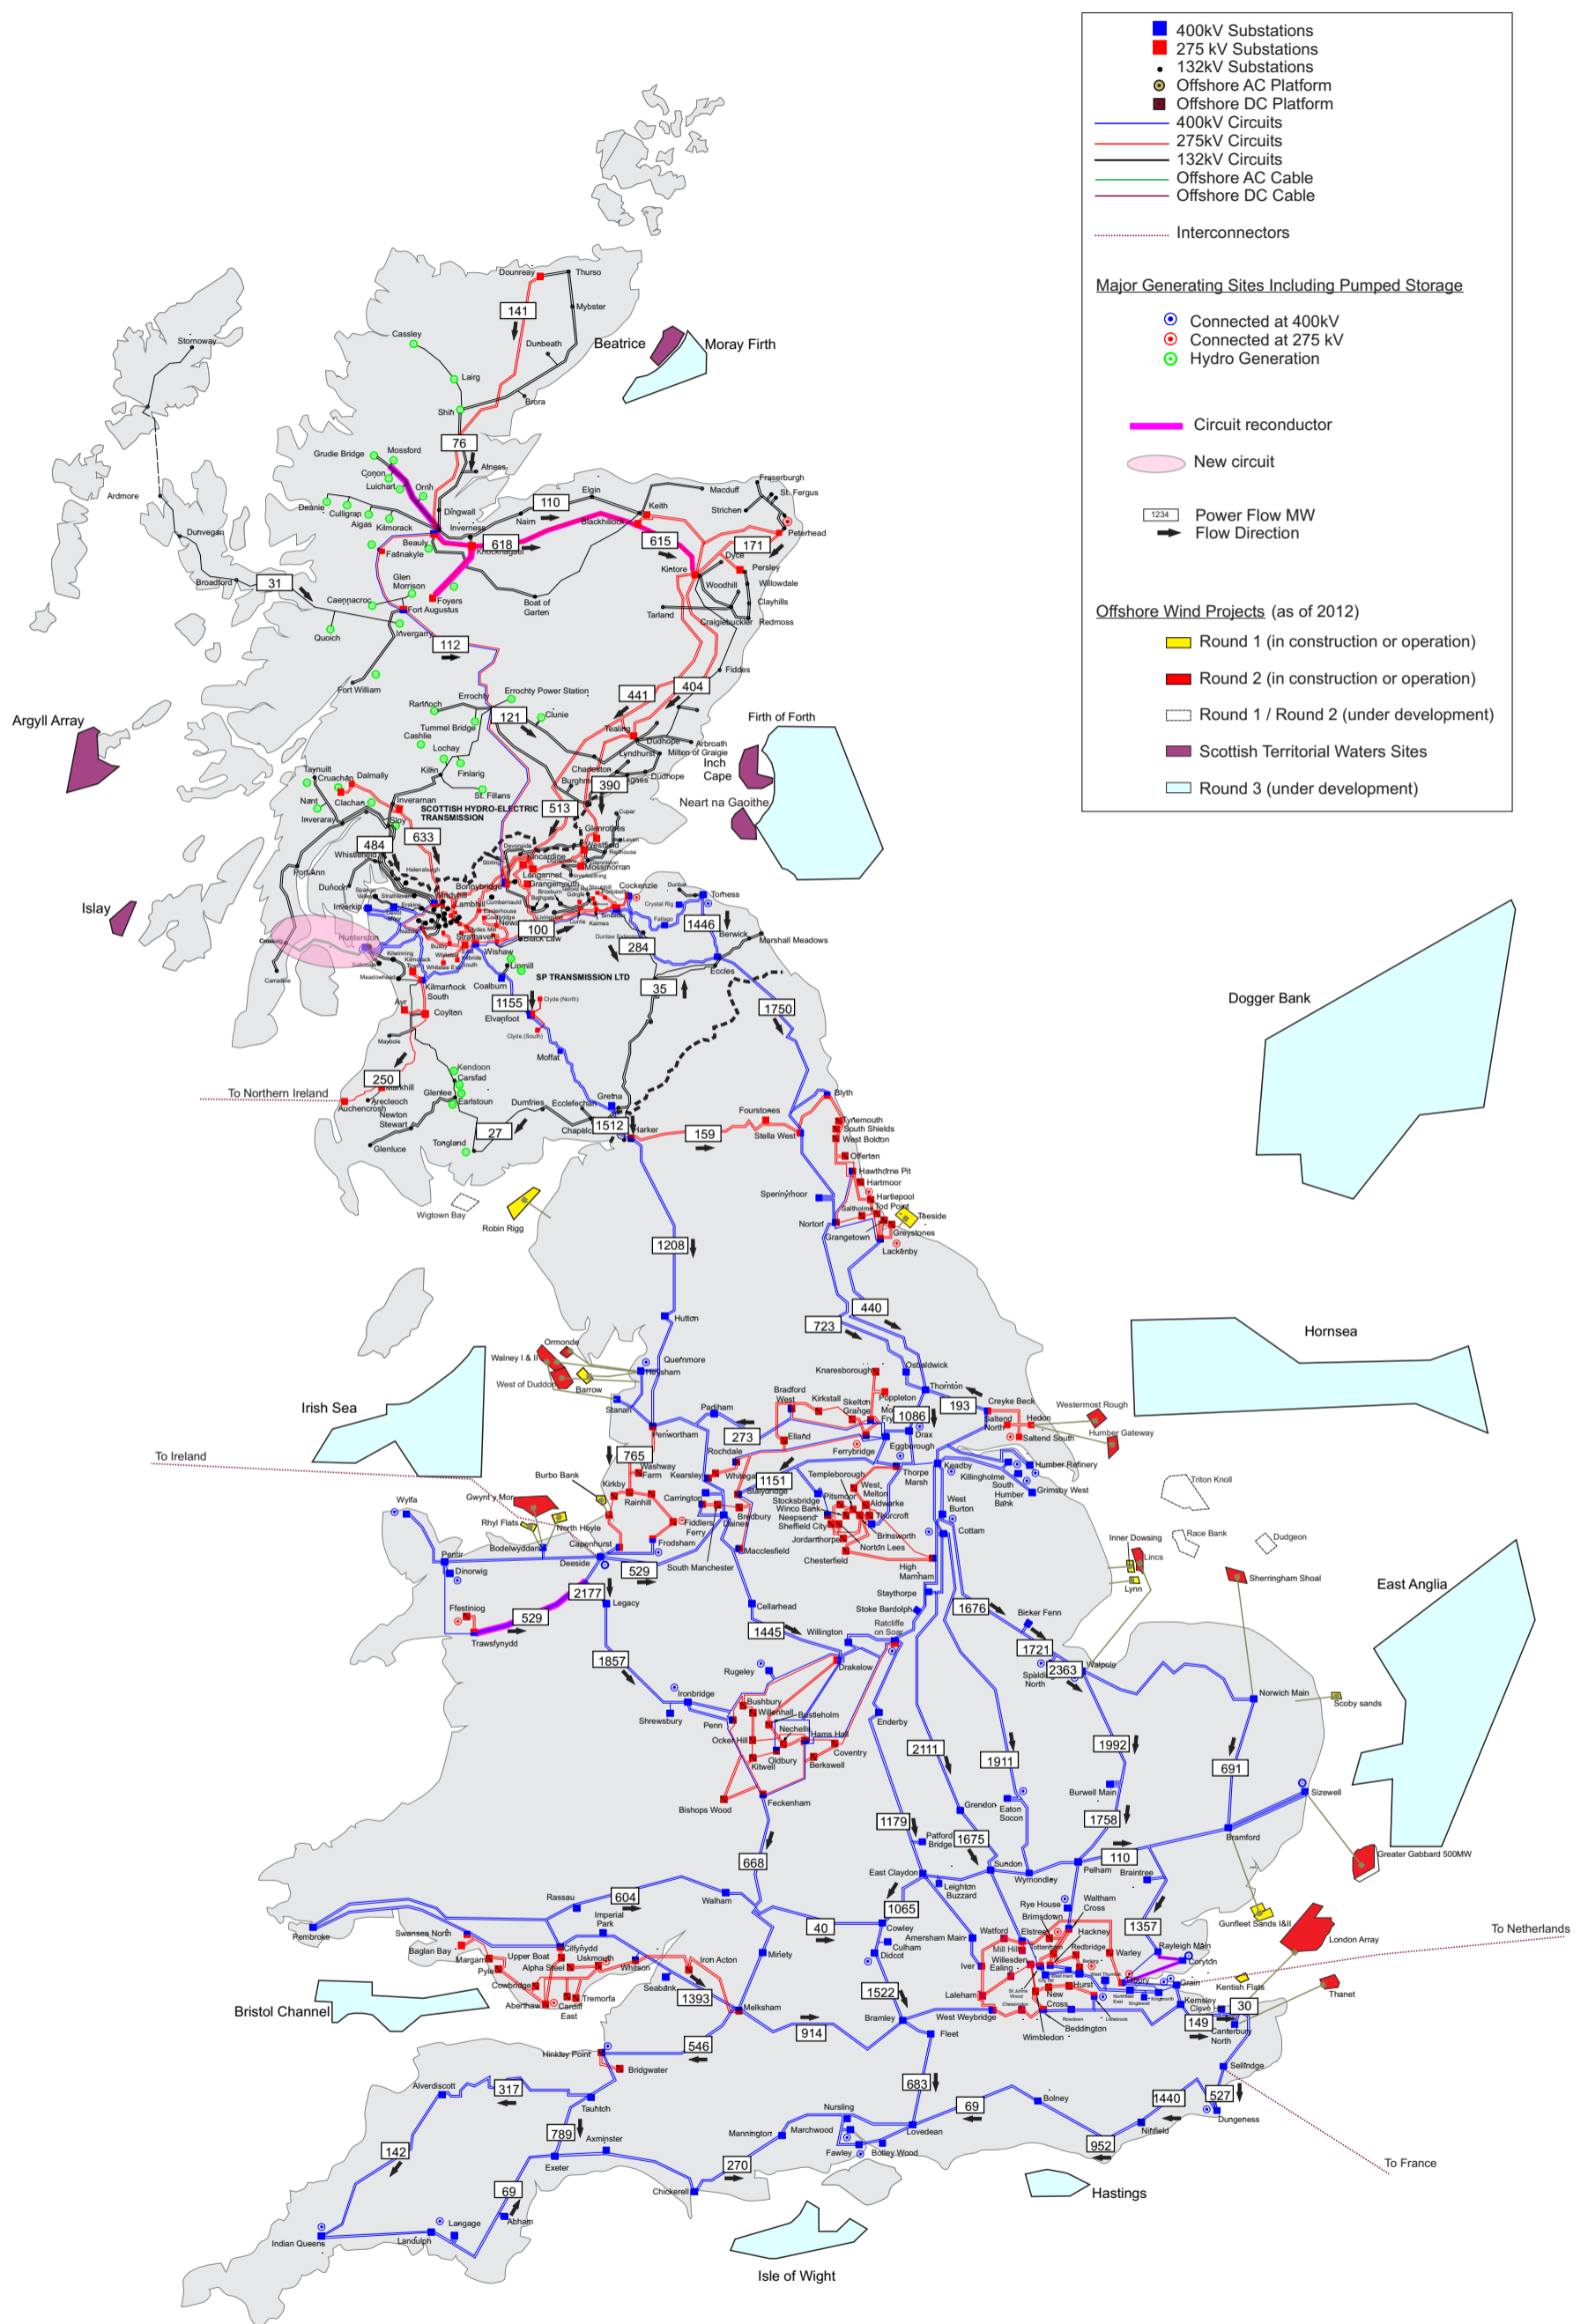 400kV Substations
275 kV Substations
132kV Substations
Offshore AC Platform
Offshore DC Platform
400kV Circuits
275kV Circuits
132kV Circuits
Offshore AC Cable
Offshore DC Cable
Interconnectors
Major Generating Sites Including Pumped Storage
Connected at 400kV
Connected at 275 kV
Hydro Generation
Circuit reconductor
New circuit
1234 Power Flow MW
Flow Direction
Offshore Wind Projects (as of 2012)
Round 1 (in construction or operation)
Round 2 (in construction or operation)
Round 1 / Round 2 (under development)
Scottish Territorial Waters Sites
Round 3 (under development)
Dounreay
Thurso
141
Mybster
Cassley
Dunbeath
Beatrice
Moray Firth
Stornoway
Lairg
Brora
Shin
76
Grudie Bridge
Mossford
Conon
Luichart
Orrin
Alness
Ardmore
Deanie
Culligran
Aigas
Kilmorack
Dingwall
110
Elgin
Keith
Macduff
Fraserburgh
St. Fergus
Strichen
Inverness
Nairn
Blackhillock
Peterhead
Dunvegan
Beauly
Fasnakyle
Knocknagael
618
615
171
Dyce
Persley
Kintore
Woodhill
Willowdale
Clayhills
Redmoss
Craigiebuckler
Tarland
Broadford
31
Glen
Morrison
Caennacroc
Foyers
Fort Augustus
Boat of
Garten
Quoich
Invergarry
112
Fort William
Fiddes
441
404
Errochty
Errochty Power Station
Rannoch
121
Clunie
Tummel Bridge
Cashlie
Lochay
Finlarig
Killin
St. Fillans
Tealing
Dudhope
Arbroath
Milton of Graigie
Lyndhurst
Charleston
Dudhope
390
513
Argyll Array
Firth of Forth
Inch
Cape
Neart na Gaoithe
Taynuilt
Cruachan
Dalmally
Nant
Clachan
Inverarnan
Inveraray
Sloy
SCOTTISH HYDRO-ELECTRIC
TRANSMISSION
484
633
Whistlefield
Port Ann
Dunoon
Helensburgh
Cupar
Glenrothes
Leven
Westfield
Redhouse
Mossmorran
Kincardine
Longannet
Grangemouth
Bonnybridge
Cumbernauld
Windyhill
Lambhill
Islay
Inverkip
Hunterston
Cockenzie
Dunbar
Torness
Crystal Rig
Fallago
1446
Berwick
Marshall Meadows
Eccles
100
284
Black Law
Strathaven
Wishaw
Linmill
SP TRANSMISSION LTD
35
Crossaig
Carradale
Kilwinning
Meadowhead
Kilmarnock
South
Coalburn
Ayr
Coylton
Maybole
1155
Clyde (North)
Elvanfoot
Clyde (South)
Moffat
1750
250
Markhill
Auchencrosh
Arecleoch
Newton
Stewart
Glenluce
Kendoon
Carsfad
Glenlee
Earlstoun
Tongland
27
Dumfries
Ecclefechan
Gretna
1512
Harker
159
Fourstones
Stella West
Blyth
Tynemouth
South Shields
West Boldon
Offerton
Hawthorne Pit
Hartmoor
Hartlepool
Saltholme
Tod Point
Teeside
Greystones
Grangetown
Lackenby
Spennymoor
To Northern Ireland
Wigtown Bay
Robin Rigg
1208
Hutton
723
440
Dogger Bank
Hornsea
Irish Sea
Ormonde
Walney I & II
West of Duddon
Barrow
Quernmore
Heysham
Stanah
Penwortham
Padiham
273
Bradford
West
Kirkstall
Skelton
Grange
Knaresborough
Poppleton
Osbaldwick
Thornton
193
Creyke Beck
Saltend
North
Hedon
Saltend South
Westermost Rough
Humber Gateway
1086
Drax
Eggborough
Ferrybridge
Elland
Rochdale
Kearsley
Whitegate
Stalybridge
765
Washway
Farm
Kirkby
Rainhill
Carrington
Daines
Bredbury
Fiddlers
Ferry
Frodsham
South Manchester
Macclesfield
1151
Templeborough
Stocksbridge
Pitsmoor
Winco Bank
Neepsend
Sheffield City
Jordanthorpe
Chesterfield
Norton Lees
Brinsworth
Thurcroft
Aldwarke
West
Melton
Thorpe
Marsh
Keadby
Killingholme
South
Humber
Bank
Humber Refinery
Grimsby West
West
Burton
Cottam
High
Marnham
Staythorpe
Stoke Bardolph
Ratcliffe
on Soar
To Ireland
Burbo Bank
Gwynt y Mor
Rhyl Flats
North Hoyle
Wylfa
Pentir
Dinorwig
Bodelwyddan
Capenhurst
Deeside
529
2177
Legacy
Ffestiniog
529
Trawsfynydd
1857
Cellarhead
1445
Willington
Drakelow
Rugeley
Ironbridge
Shrewsbury
Penn
Bushbury
Willenhall
Bustleholm
Nechells
Hams Hall
Ocker Hill
Oldbury
Kitwell
Berkswell
Coventry
Bishops Wood
Feckenham
Enderby
1676
Bicker Fenn
1721
2363
Walpole
Spalding
North
Triton Knoll
Race Bank
Dudgeon
Inner Dowsing
Lincs
Lynn
Sherringham Shoal
East Anglia
Norwich Main
Scoby sands
2111
1911
1992
691
Burwell Main
Sizewell
Grendon
Eaton
Socon
1758
1179
Patford
Bridge
1675
Bramford
110
Pelham
Braintree
Greater Gabbard 500MW
668
East Claydon
Leighton
Buzzard
Sundon
Wymondley
Rye House
Waltham
Cross
Brimsdown
Rassau
604
Walham
Imperial
Park
1065
40
Cowley
Culham
Didcot
Amersham Main
Watford
Elstree
Mill Hill
Tottenham
Hackney
Redbridge
Warley
1357
Rayleigh Main
Coryton
Gunfleet Sands I&II
London Array
To Netherlands
Pembroke
Swansea North
Baglan Bay
Margam
Pyle
Cowbridge
Aberthaw
Upper Boat
Alpha Steel
Cilfynydd
Uskmouth
Whitson
Cardiff
East
Tremorfa
Iron Acton
Seabank
1393
Minety
Melksham
Iver
Willesden
Ealing
Laleham
St Johns
Wood
Hurst
New
Cross
Tilbury
Grain
Kemsley
Kentish Flats
Thanet
30
149
Canterbury
North
Bristol Channel
1522
914
Bramley
West Weybridge
Chessington
Wimbledon
Beddington
Rowdown
Littlebrook
Fleet
Sellindge
546
Hinkley Point
Bridgwater
683
69
Bolney
1440
527
Dungeness
Ninfield
952
Alverdiscott
317
Taunton
789
Axminster
Exeter
Nursling
Mannington
Marchwood
Fawley
Botley Wood
Lovedean
270
Chickerell
142
69
Abham
Langage
Landulph
Indian Queens
To France
Hastings
Isle of Wight